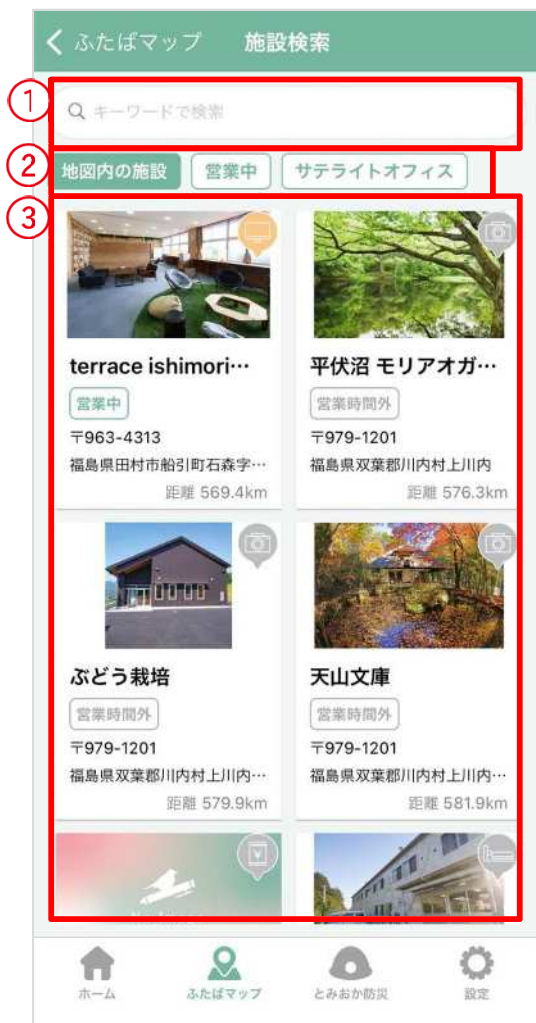 ふたばマップ 施設検索
①
キーワードで検索
②
地図内の施設 営業中 サテライトオフィス
③
terrace ishimori…
営業中
〒963-4313
福島県田村市船引町石森字…
距離 569.4km
平伏沼 モリアオガ…
営業時間外
〒979-1201
福島県双葉郡川内村上川内
距離 576.3km
ぶどう栽培
営業時間外
〒979-1201
福島県双葉郡川内村上川内…
距離 579.9km
天山文庫
営業時間外
〒979-1201
福島県双葉郡川内村上川内…
距離 581.9km
ホーム ふたばマップ とみおか防災 設定